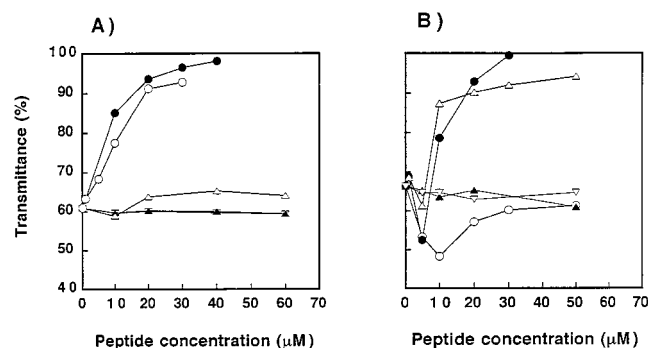 A)
B)
100
90
80
70
60
50
40
Transmittance (%)
0 10 20 30 40 50 60 70
0 10 20 30 40 50 60 70
Peptide concentration (μM)
Peptide concentration (μM)